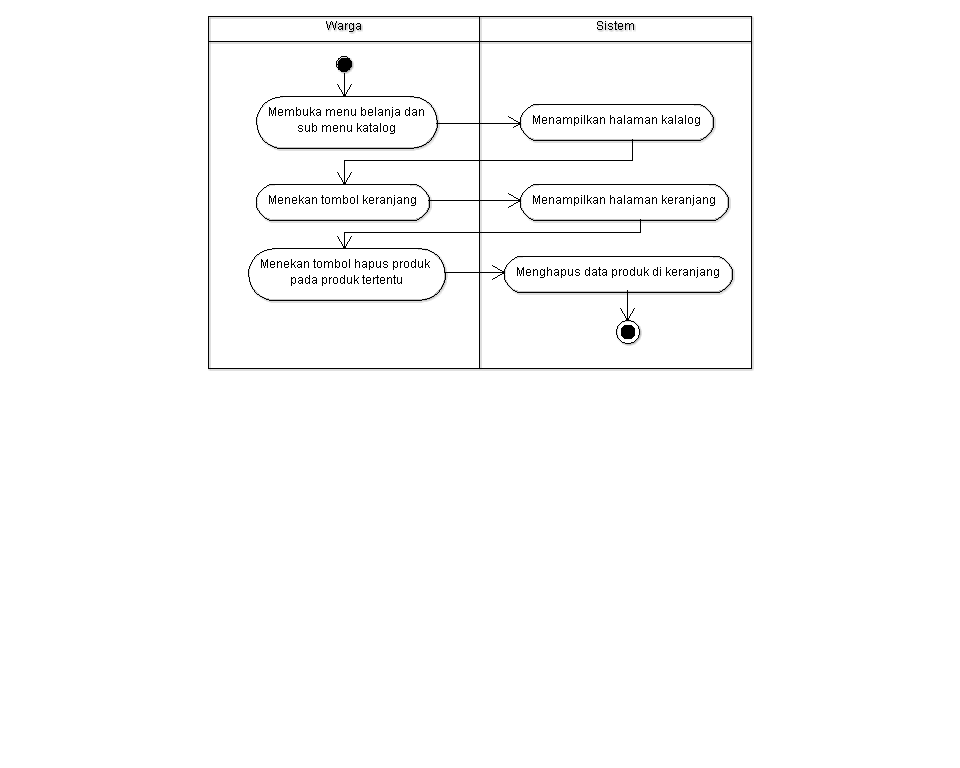 Warga
Sistem
Membuka menu belanja dan
sub menu katalog
Menampilkan halaman kalalog
Menekan tombol keranjang
Menampilkan halaman keranjang
Menekan tombol hapus produk
pada produk tertentu
Menghapus data produk di keranjang